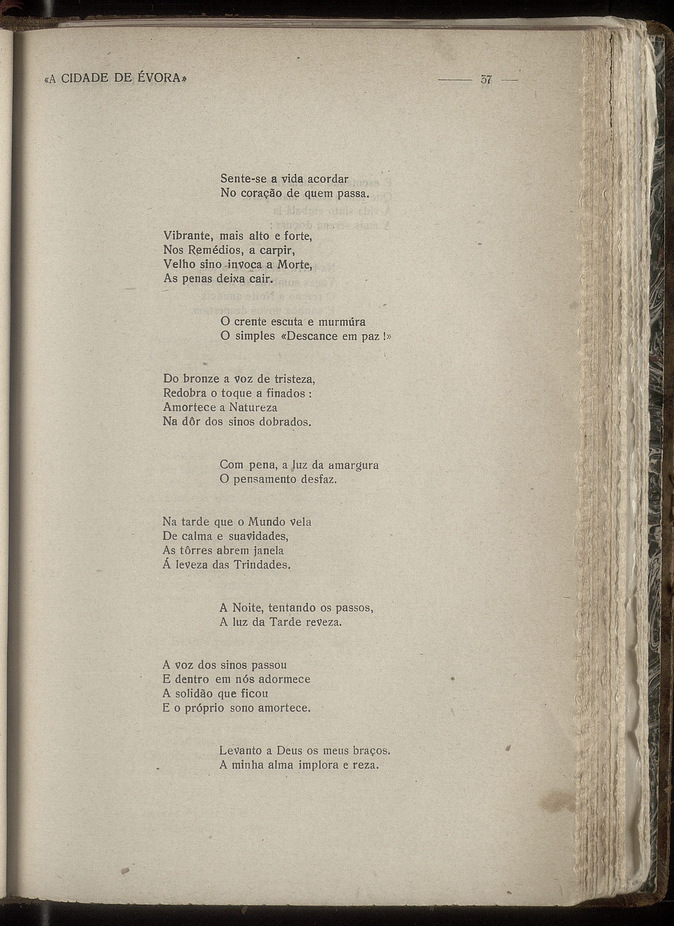 «A CIDADE DE ÉVORA»
57
Sente-se a vida acordar
No coração de quem passa.
Vibrante, mais alto e forte,
Nos Remédios, a carpir,
Velho sino invoca a Morte,
As penas deixa cair.
O crente escuta e murmúra
O simples «Descance em paz!»
Do bronze a voz de tristeza,
Redobra o toque a finados :
Amortece a Natureza
Na dôr dos sinos dobrados.
Com pena, a luz da amargura
O pensamento desfaz.
Na tarde que o Mundo vela
De calma e suavidades,
As tôrres abrem janela
Á leveza das Trindades.
A Noite, tentando os passos,
A luz da Tarde reveza.
A voz dos sinos passou
E dentro em nós adormece
A solidão que ficou
E o próprio sono amortece.
Levanto a Deus os meus braços.
A minha alma implora e reza.